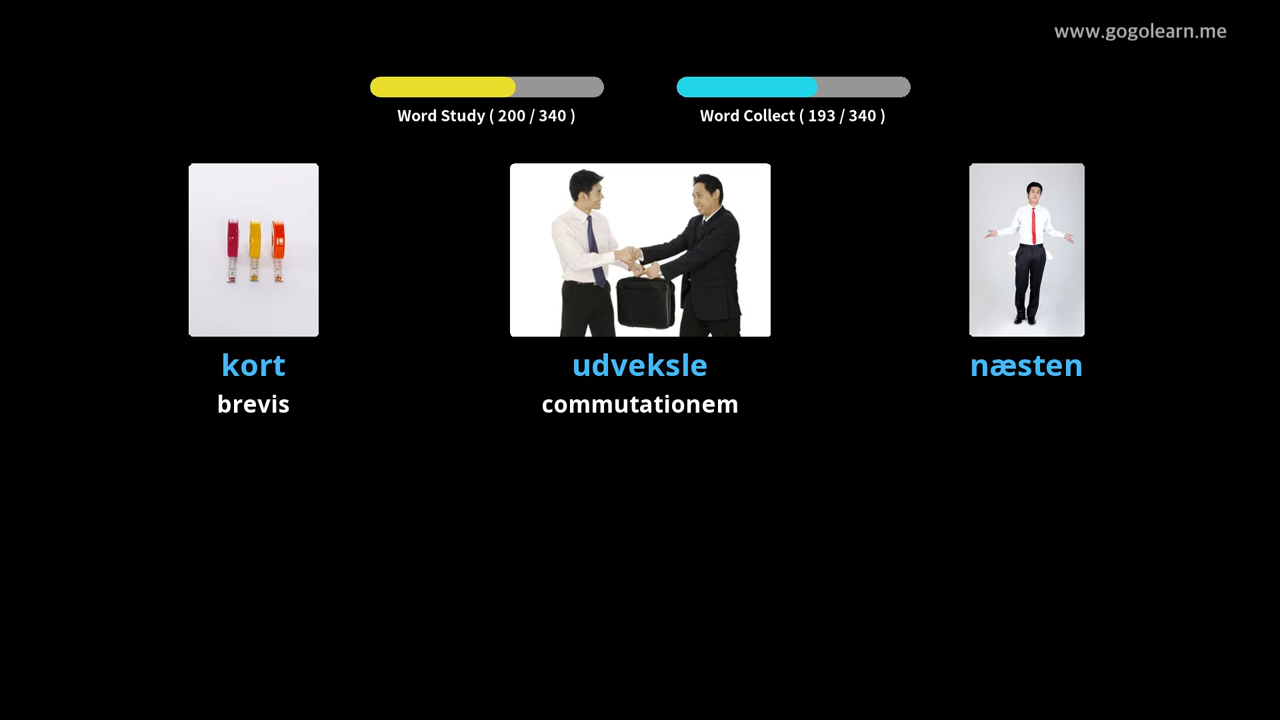 www.gogolearn.me
Word Study ( 200 / 340 )
Word Collect ( 193 / 340 )
kort
brevis
udveksle
commutationem
næsten